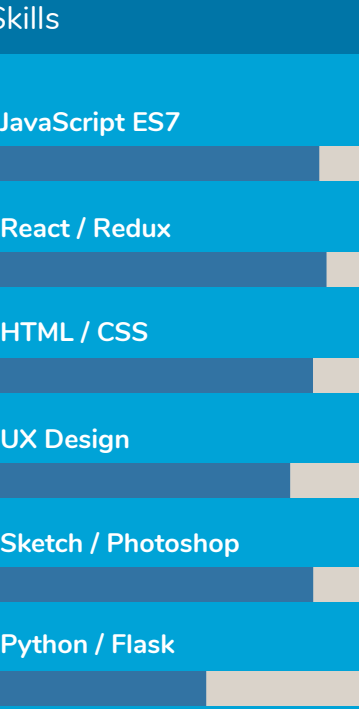 Skills
JavaScript ES7
React / Redux
HTML / CSS
UX Design
Sketch / Photoshop
Python / Flask